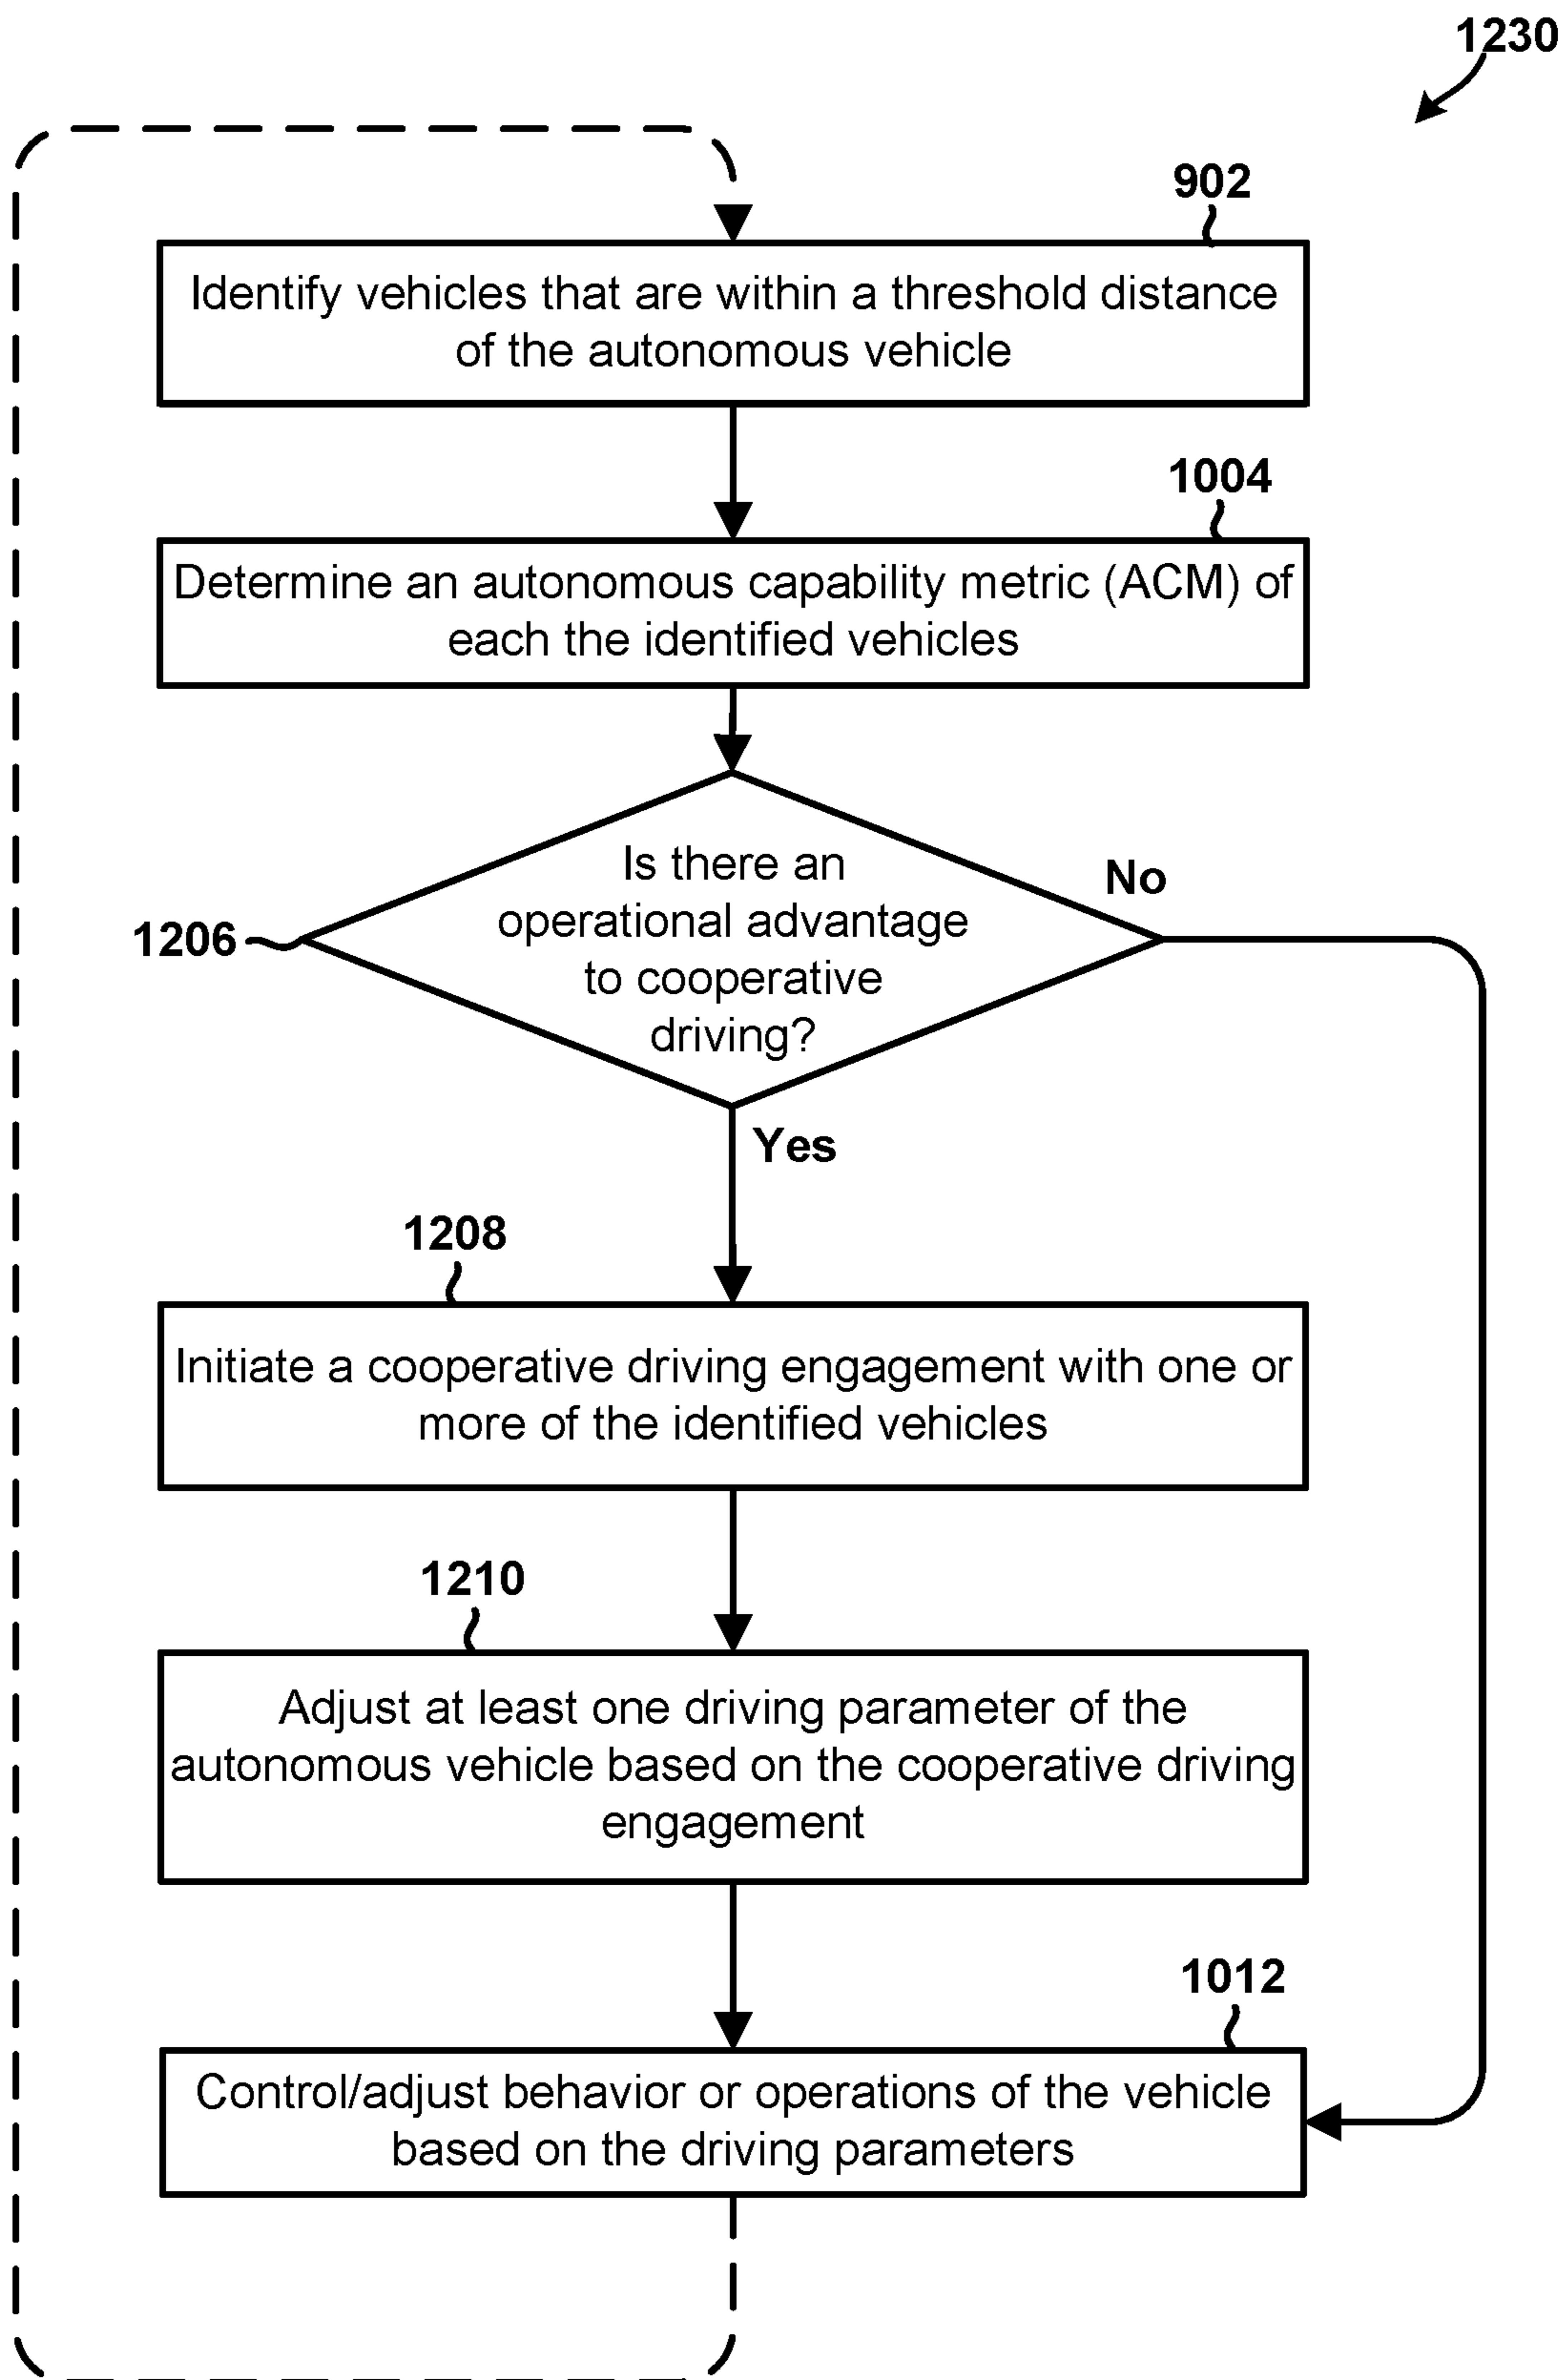 1230
902
Identify vehicles that are within a threshold distance
of the autonomous vehicle
1004
Determine an autonomous capability metric (ACM) of
each the identified vehicles
Is there an
operational advantage
to cooperative
driving?
No
1206
Yes
1208
Initiate a cooperative driving engagement with one or
more of the identified vehicles
1210
Adjust at least one driving parameter of the
autonomous vehicle based on the cooperative driving
engagement
1012
Control/adjust behavior or operations of the vehicle
based on the driving parameters